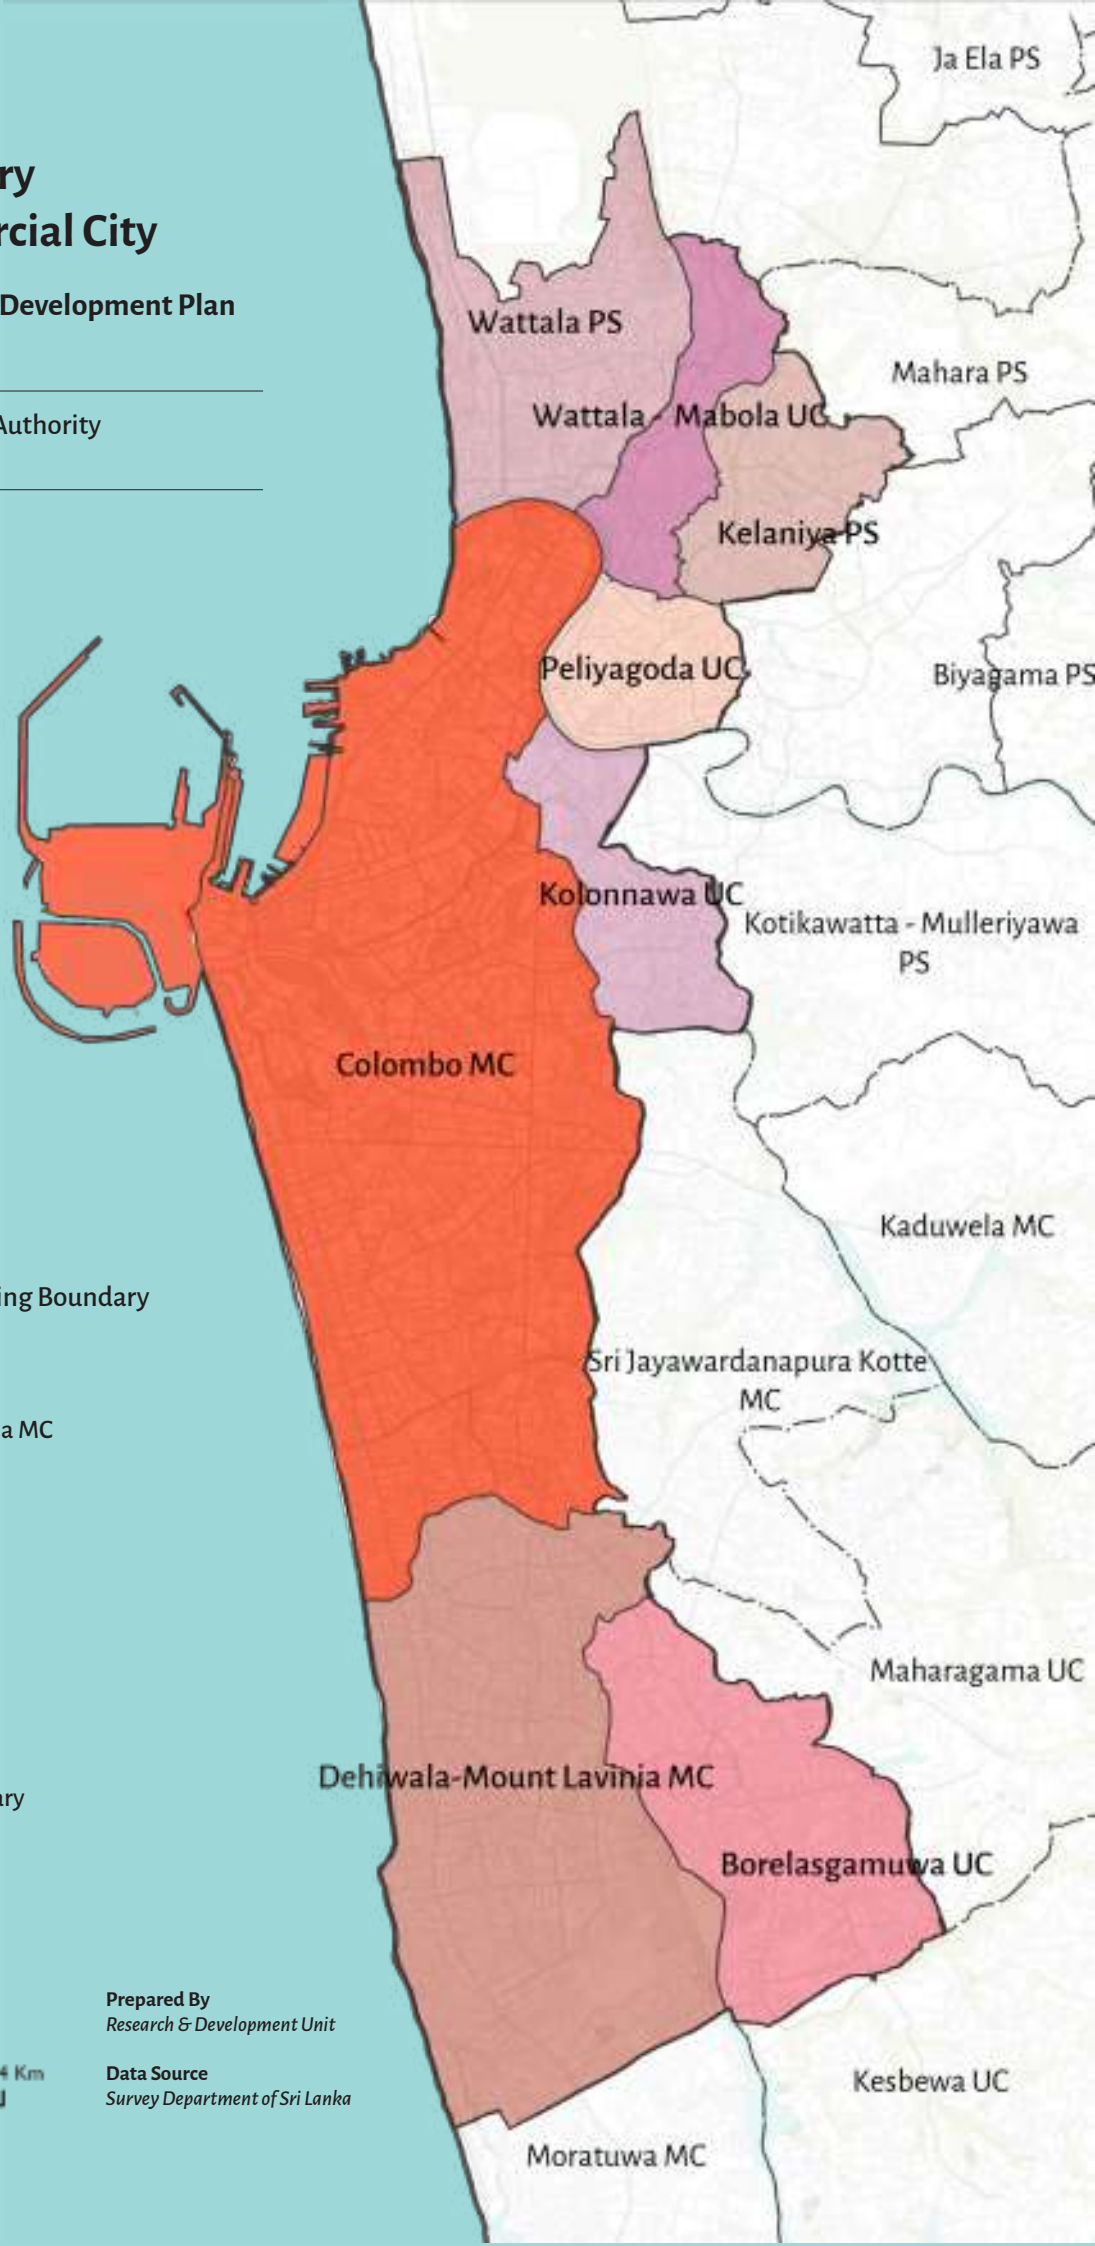 ry
rcial City
Development Plan
Authority
Ja Ela PS
Wattala PS
Mahara PS
Wattala - Mabola UC
Kelaniya PS
Peliyagoda UC
Biyagama PS
Kolonnawa UC
Kotikawatta - Mulleriyawa
PS
Colombo MC
Kaduwela MC
ing Boundary
Sri Jayawardanapura Kotte
MC
a MC
Maharagama UC
Dehiwala-Mount Lavinia MC
ary
Borelasgamuwa UC
Prepared By
Research & Development Unit
4 Km
Data Source
Survey Department of Sri Lanka
Kesbewa UC
Moratuwa MC